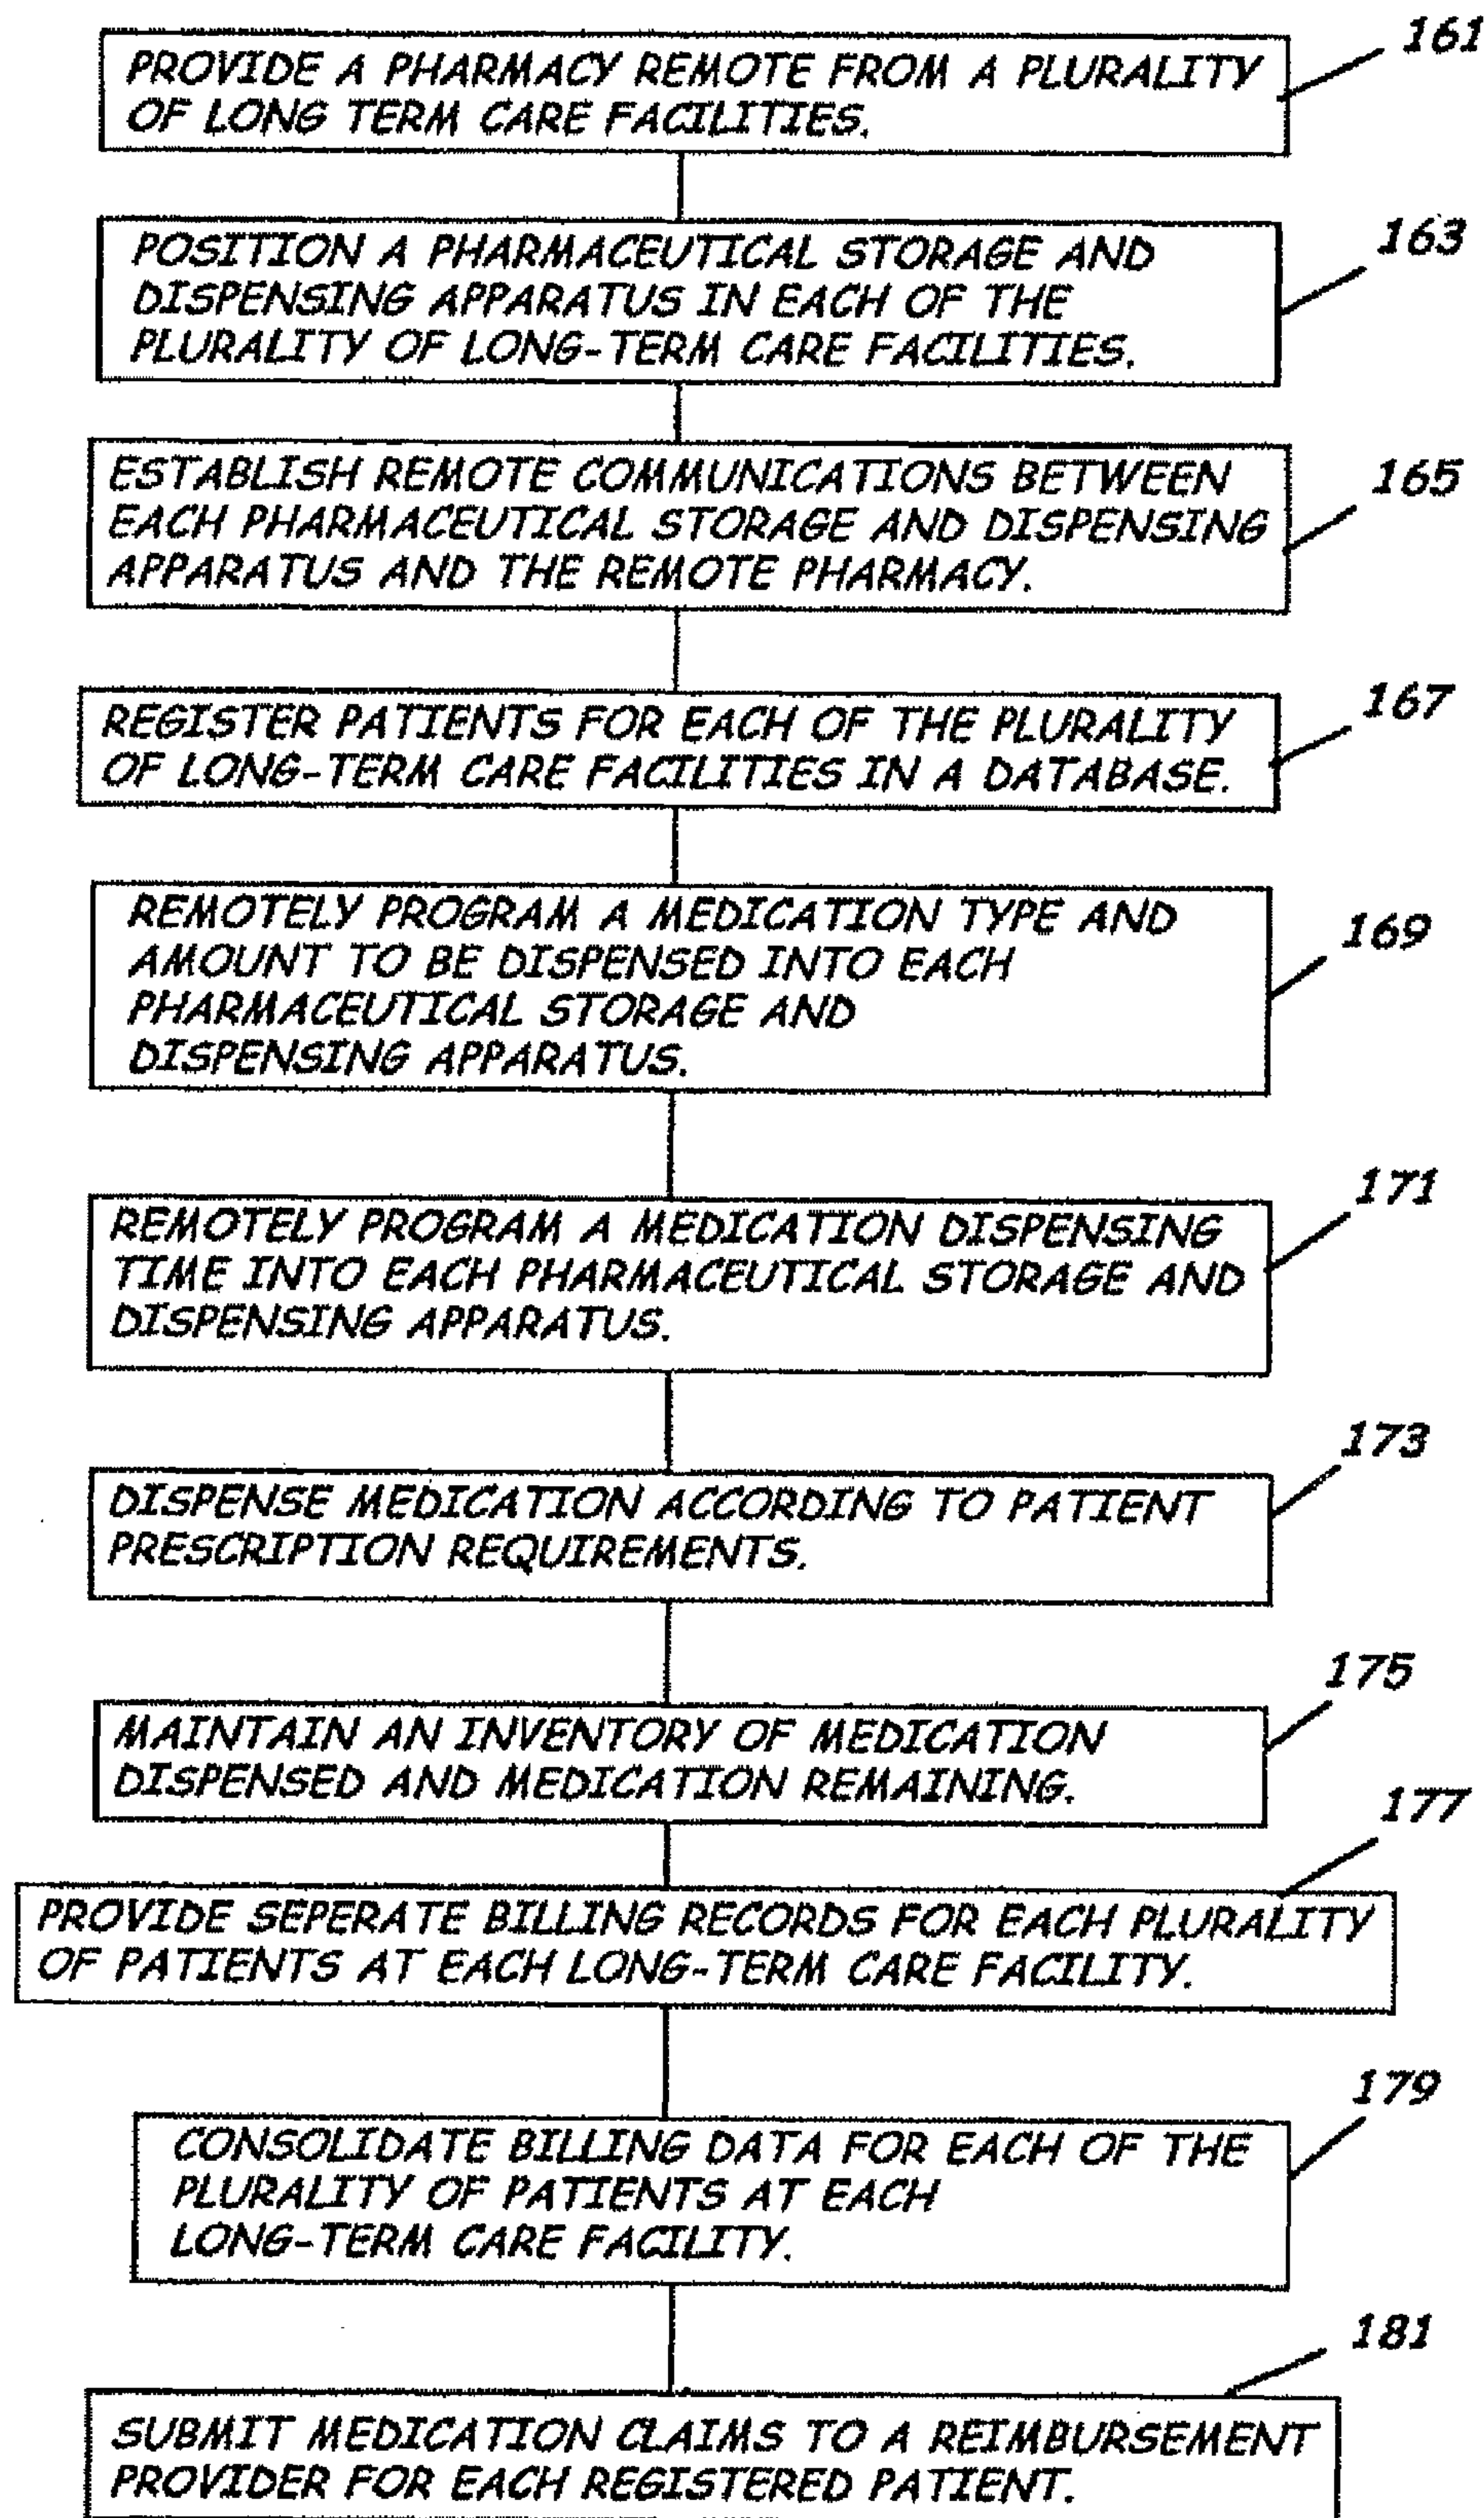 161
PROVIDE A PHARMACY REMOTE FROM A PLURALITY
OF LONG TERM CARE FACILITIES.
163
POSITION A PHARMACEUTICAL STORAGE AND
DISPENSING APPARATUS IN EACH OF THE
PLURALITY OF LONG-TERM CARE FACILITIES.
165
ESTABLISH REMOTE COMMUNICATIONS BETWEEN
EACH PHARMACEUTICAL STORAGE AND DISPENSING
APPARATUS AND THE REMOTE PHARMACY.
167
REGISTER PATIENTS FOR EACH OF THE PLURALITY
OF LONG-TERM CARE FACILITIES IN A DATABASE.
169
REMOTELY PROGRAM A MEDICATION TYPE AND
AMOUNT TO BE DISPENSED INTO EACH
PHARMACEUTICAL STORAGE AND
DISPENSING APPARATUS.
171
REMOTELY PROGRAM A MEDICATION DISPENSING
TIME INTO EACH PHARMACEUTICAL STORAGE AND
DISPENSING APPARATUS.
173
DISPENSE MEDICATION ACCORDING TO PATIENT
PRESCRIPTION REQUIREMENTS.
175
MAINTAIN AN INVENTORY OF MEDICATION
DISPENSED AND MEDICATION REMAINING.
177
PROVIDE SEPERATE BILLING RECORDS FOR EACH PLURALITY
OF PATIENTS AT EACH LONG-TERM CARE FACILITY.
179
CONSOLIDATE BILLING DATA FOR EACH OF THE
PLURALITY OF PATIENTS AT EACH
LONG-TERM CARE FACILITY.
181
SUBMIT MEDICATION CLAIMS TO A REIMBURSEMENT
PROVIDER FOR EACH REGISTERED PATIENT.